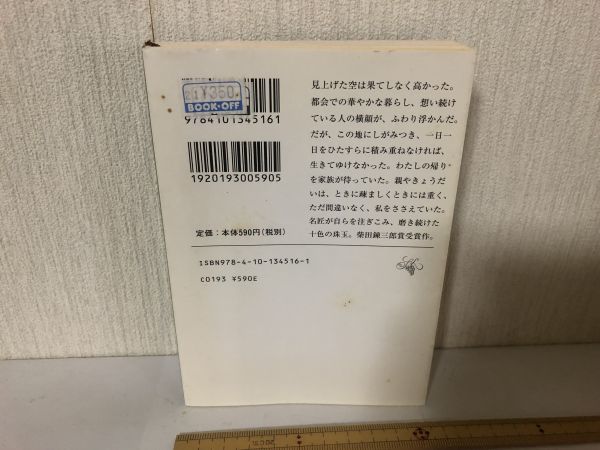 ¥350
BOOK・OFF
9784101345161
1920193005905
定価:本体590円(税別)
ISBN978-4-10-134516-1
C0193 ¥590E
見上げた空は果てしなく高かった。
都会での華やかな暮らし、想い続け
ている人の横顔が、ふわり浮かんだ。
だが、この地にしがみつき、一日一
日をひたすらに積み重ねなければ、
生きてゆけなかった。わたしの帰り
を家族が待っていた。親やきょうだ
いは、ときに疎ましくときには重く、
ただ間違いなく、私をささえていた。
名匠が自らを注ぎこみ、磨き続けた
十色の珠玉。柴田錬三郎賞受賞作。